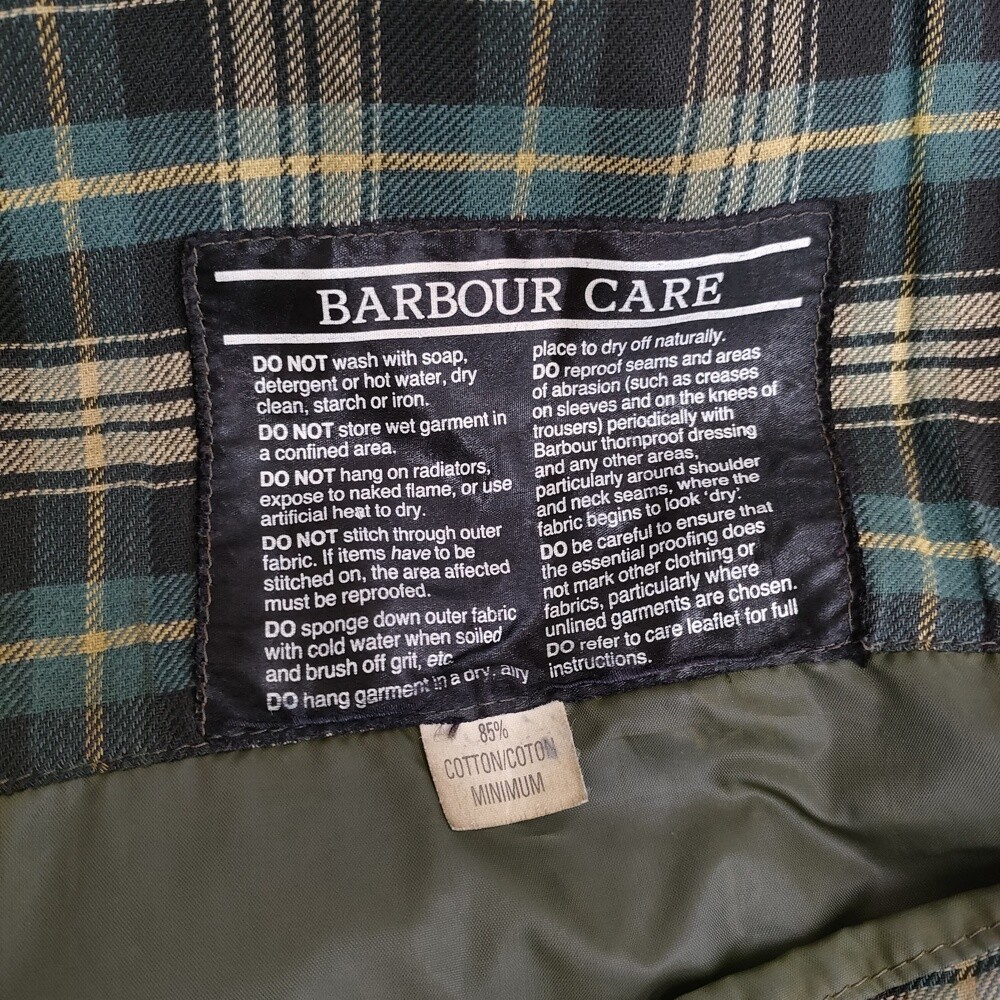 BARBOUR CARE
DO NOT wash with soap,
detergent or hot water, dry
clean, starch or iron.
DO NOT store wet garment in
a confined area.
DO NOT hang on radiators,
expose to naked flame, or use
artificial heat to dry.
DO NOT stitch through outer
fabric. If items have to be
stitched on, the area affected
must be reproofed.
DO sponge down outer fabric
with cold water when soiled
and brush off grit, etc.
DO hang garment in a dry, airy
place to dry off naturally.
DO reproof seams and areas
of abrasion (such as creases
on sleeves and on the knees of
trousers) periodically with
Barbour thornproof dressing
and any other areas,
particularly around shoulder
and neck seams, where the
fabric begins to look 'dry'.
DO be careful to ensure that
the essential proofing does
not mark other clothing or
fabrics, particularly where
unlined garments are chosen.
DO refer to care leaflet for full
instructions.
85%
COTTON/COTON
MINIMUM